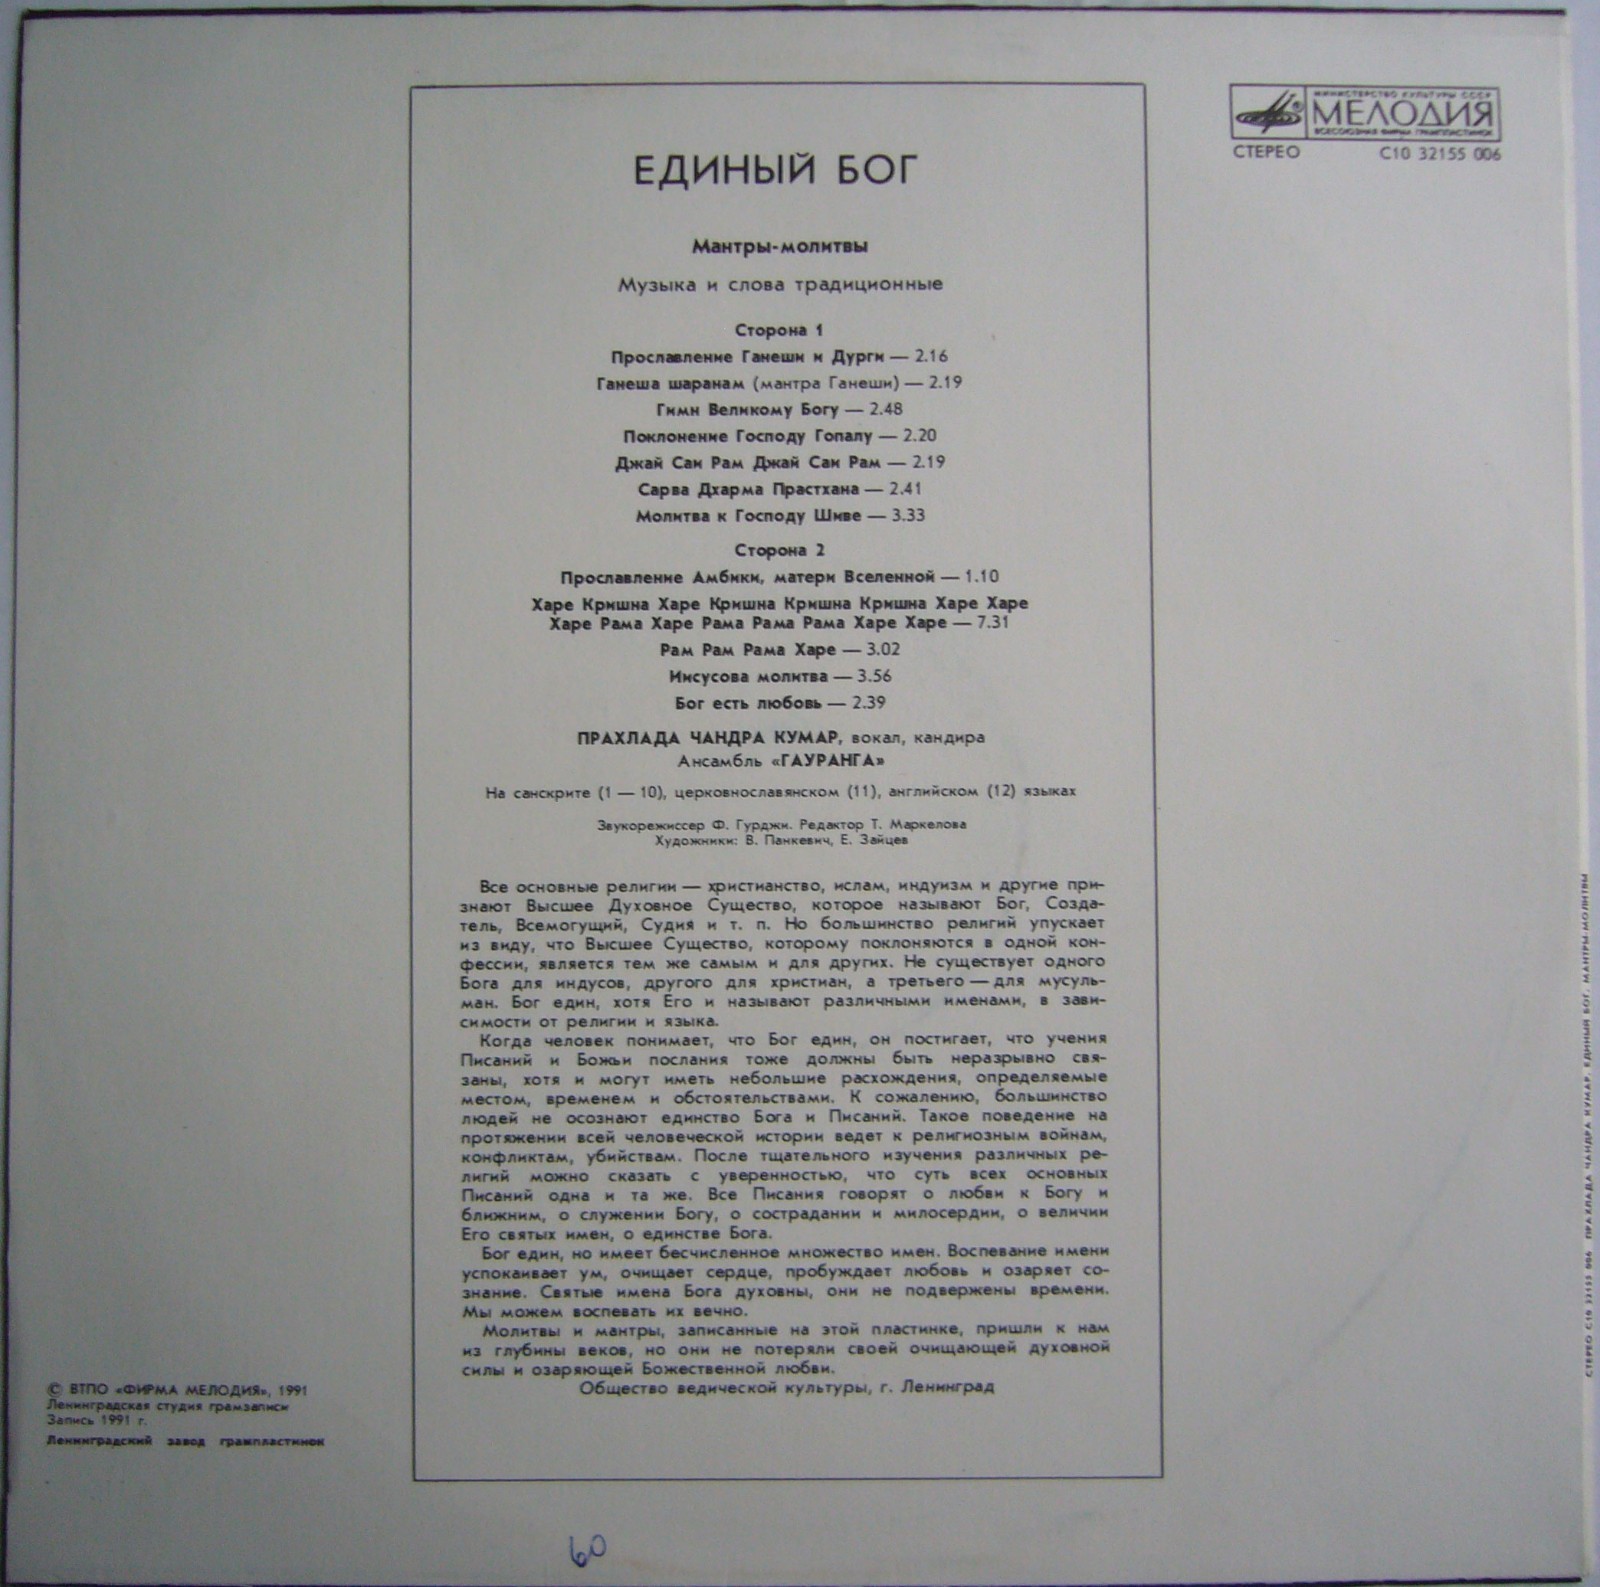 МИНИСТЕРСТВО КУЛЬТУРЫ СССР
МЕЛОДИЯ
ВСЕСОЮЗНАЯ ФИРМА ГРАМПЛАСТИНОК
СТЕРЕО С10 32155 006
ЕДИНЫЙ БОГ
Мантры-молитвы
Музыка и слова традиционные
Сторона 1
Прославление Ганеши и Дурги — 2.16
Ганеша шаранам (мантра Ганеши) — 2.19
Гимн Великому Богу — 2.48
Поклонение Господу Гопалу — 2.20
Джай Саи Рам Джай Саи Рам — 2.19
Сарва Дхарма Прастхана — 2.41
Молитва к Господу Шиве — 3.33
Сторона 2
Прославление Амбики, матери Вселенной — 1.10
Харе Кришна Харе Кришна Кришна Кришна Харе Харе
Харе Рама Харе Рама Рама Рама Харе Харе — 7.31
Рам Рам Рама Харе — 3.02
Иисусова молитва — 3.56
Бог есть любовь — 2.39
ПРАХЛАДА ЧАНДРА КУМАР, вокал, кандира
Ансамбль «ГАУРАНГА»
На санскрите (1 — 10), церковнославянском (11), английском (12) языках
Звукорежиссер Ф. Гурджи. Редактор Т. Маркелова
Художники: В. Панкевич, Е. Зайцев
Все основные религии — христианство, ислам, индуизм и другие при-
знают Высшее Духовное Существо, которое называют Бог, Созда-
тель, Всемогущий, Судия и т. п. Но большинство религий упускает
из виду, что Высшее Существо, которому поклоняются в одной кон-
фессии, является тем же самым и для других. Не существует одного
Бога для индусов, другого для христиан, а третьего — для мусуль-
ман. Бог един, хотя Его и называют различными именами, в зави-
симости от религии и языка.
Когда человек понимает, что Бог един, он постигает, что учения
Писаний и Божьи послания тоже должны быть неразрывно свя-
заны, хотя и могут иметь небольшие расхождения, определяемые
местом, временем и обстоятельствами. К сожалению, большинство
людей не осознают единство Бога и Писаний. Такое поведение на
протяжении всей человеческой истории ведет к религиозным войнам,
конфликтам, убийствам. После тщательного изучения различных ре-
лигий можно сказать с уверенностью, что суть всех основных
Писаний одна и та же. Все Писания говорят о любви к Богу и
ближним, о служении Богу, о сострадании и милосердии, о величии
Его святых имен, о единстве Бога.
Бог един, но имеет бесчисленное множество имен. Воспевание имени
успокаивает ум, очищает сердце, пробуждает любовь и озаряет со-
знание. Святые имена Бога духовны, они не подвержены времени.
Мы можем воспевать их вечно.
Молитвы и мантры, записанные на этой пластинке, пришли к нам
из глубины веков, но они не потеряли своей очищающей духовной
силы и озаряющей Божественной любви.
Общество ведической культуры, г. Ленинград
© ВТПО «ФИРМА МЕЛОДИЯ», 1991
Ленинградская студия грамзаписи
Запись 1991 г.
Ленинградский завод грампластинок
60
СТЕРЕО С10 32155 006 ПРАХЛАДА ЧАНДРА КУМАР. ЕДИНЫЙ БОГ. МАНТРЫ-МОЛИТВЫ